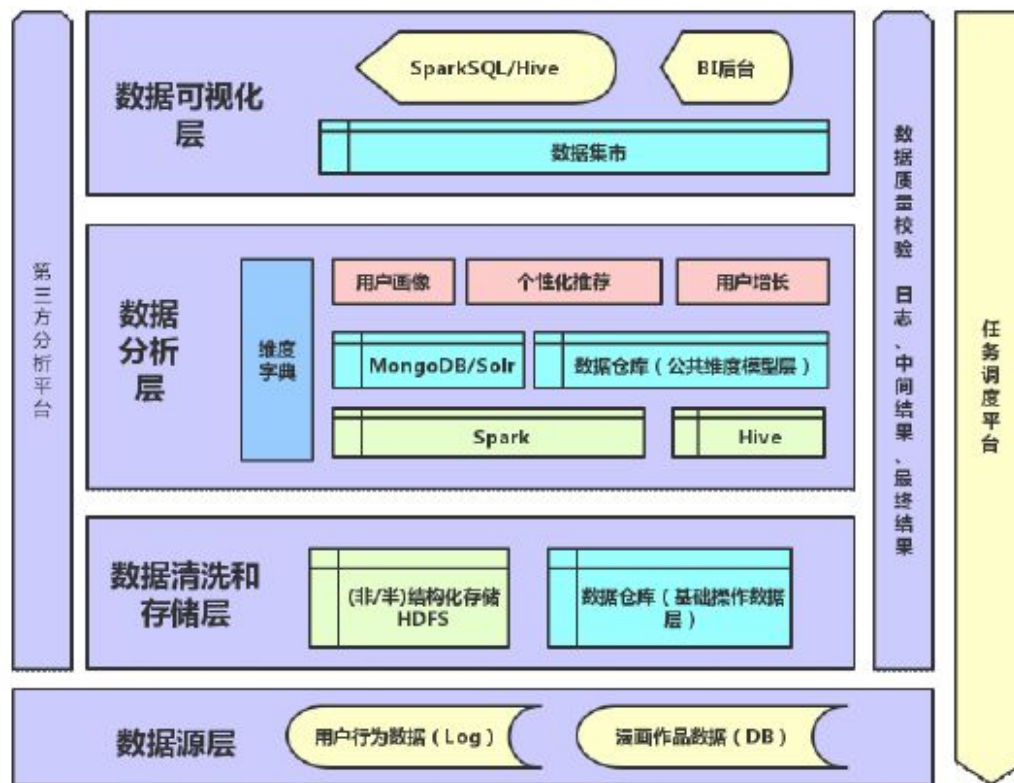 数据可视化
层
SparkSQL/Hive
BI后台
数据集市
第三方分析平台
数据
分析
层
维度
字典
用户画像
个性化推荐
用户增长
MongoDB/Solr
数据仓库（公共维度模型层）
Spark
Hive
数据清洗和
存储层
(非/半)结构化存储
HDFS
数据仓库（基础操作数据
层）
数据质量校验 日志、中间结果、最终结果
任务调度平台
数据源层
用户行为数据（Log）
漫画作品数据（DB）